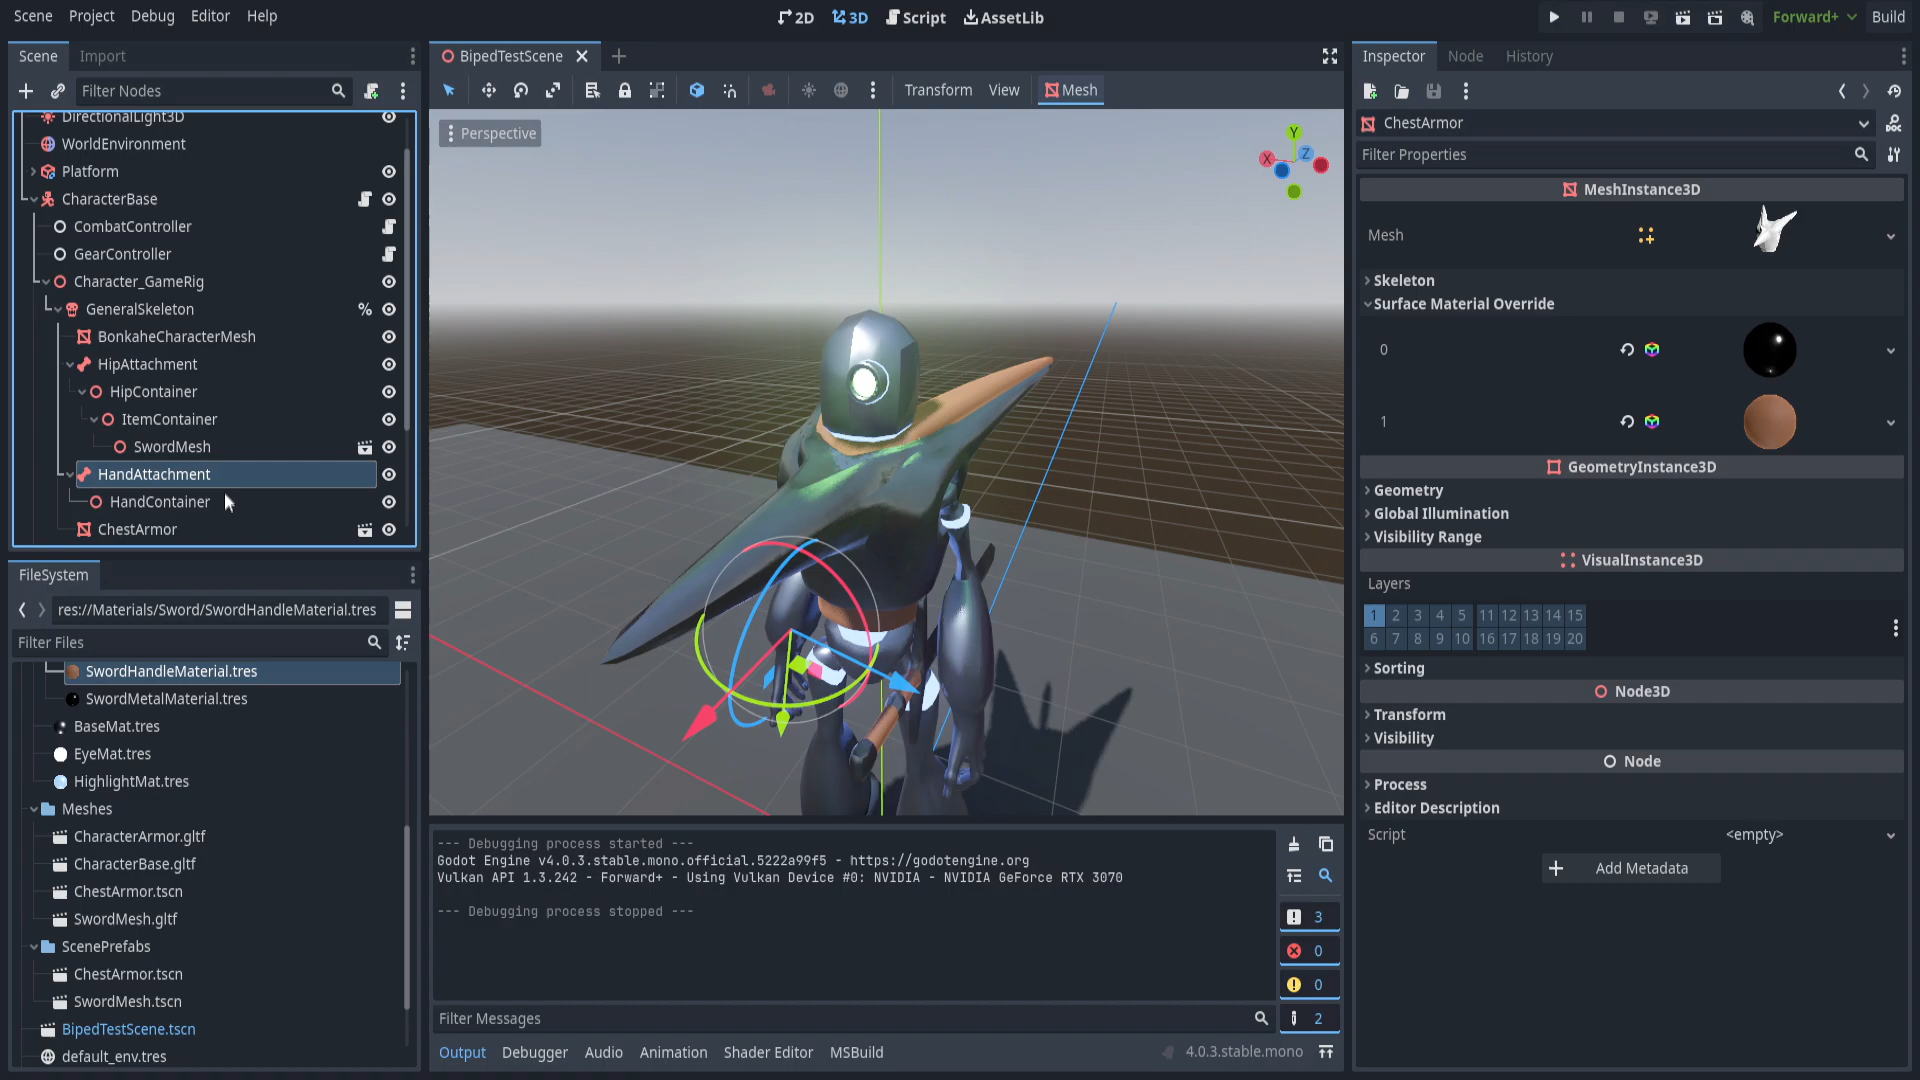 Scene Project Debug Editor Help
2D 3D Script AssetLib
Forward+ Build
Scene Import
Filter Nodes
DirectionalLight3D
WorldEnvironment
Platform
CharacterBase
CombatController
GearController
Character_GameRig
GeneralSkeleton %
BonkaheCharacterMesh
HipAttachment
HipContainer
ItemContainer
SwordMesh
HandAttachment
HandContainer
ChestArmor
FileSystem
res://Materials/Sword/SwordHandleMaterial.tres
Filter Files
SwordHandleMaterial.tres
SwordMetalMaterial.tres
BaseMat.tres
EyeMat.tres
HighlightMat.tres
Meshes
CharacterArmor.gltf
CharacterBase.gltf
ChestArmor.tscn
SwordMesh.gltf
ScenePrefabs
ChestArmor.tscn
SwordMesh.tscn
BipedTestScene.tscn
default_env.tres
BipedTestScene
Transform View Mesh
Perspective
Y
X Z
--- Debugging process started ---
Godot Engine v4.0.3.stable.mono.official.5222a99f5 - https://godotengine.org
Vulkan API 1.3.242 - Forward+ - Using Vulkan Device #0: NVIDIA - NVIDIA GeForce RTX 3070
--- Debugging process stopped ---
3
0
0
2
Filter Messages
Output Debugger Audio Animation Shader Editor MSBuild 4.0.3.stable.mono
Inspector Node History
ChestArmor
Filter Properties
MeshInstance3D
Mesh
Skeleton
Surface Material Override
0
1
GeometryInstance3D
Geometry
Global Illumination
Visibility Range
VisualInstance3D
Layers
1 2 3 4 5 11 12 13 14 15
6 7 8 9 10 16 17 18 19 20
Sorting
Node3D
Transform
Visibility
Node
Process
Editor Description
Script <empty>
Add Metadata